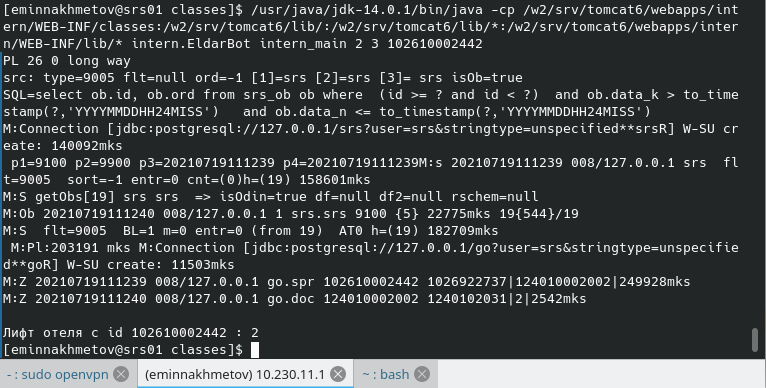 [eminnakhmetov@srs01 classes]$ /usr/java/jdk-14.0.1/bin/java -cp /w2/srv/tomcat6/webapps/int
ern/WEB-INF/classes:/w2/srv/tomcat6/lib/:/w2/srv/tomcat6/lib/*:/w2/srv/tomcat6/webapps/inter
n/WEB-INF/lib/* intern.EldarBot intern_main 2 3 102610002442
PL 26 0 long way
src: type=9005 flt=null ord=-1 [1]=srs [2]=srs [3]= srs isOb=true
SQL=select ob.id, ob.ord from srs_ob ob where  (id >= ? and id < ?)  and ob.data_k > to_time
stamp(?,'YYYYMMDDHH24MISS')   and ob.data_n <= to_timestamp(?,'YYYYMMDDHH24MISS')
M:Connection [jdbc:postgresql://127.0.0.1/srs?user=srs&stringtype=unspecified**srsR] W-SU cr
eate: 140092mks
 p1=9100 p2=9900 p3=20210719111239 p4=20210719111239M:s 20210719111239 008/127.0.0.1 srs  fl
t=9005  sort=-1 entr=0 cnt=(0)h=(19) 158601mks
M:S getObs[19] srs srs  => isOdin=true df=null df2=null rschem=null
M:Ob 20210719111240 008/127.0.0.1 1 srs.srs 9100 {5} 22775mks 19{544}/19
M:S  flt=9005  BL=1 m=0 entr=0 (from 19)  AT0 h=(19) 182709mks
 M:Pl:203191 mks M:Connection [jdbc:postgresql://127.0.0.1/go?user=srs&stringtype=unspecifie
d**goR] W-SU create: 11503mks
M:Z 20210719111239 008/127.0.0.1 go.spr 102610002442 1026922737|124010002002|249928mks
M:Z 20210719111240 008/127.0.0.1 go.doc 124010002002 1240102031|2|2542mks

Лифт отеля с id 102610002442 : 2
[eminnakhmetov@srs01 classes]$
- : sudo openvpn
(eminnakhmetov) 10.230.11.1
~ : bash